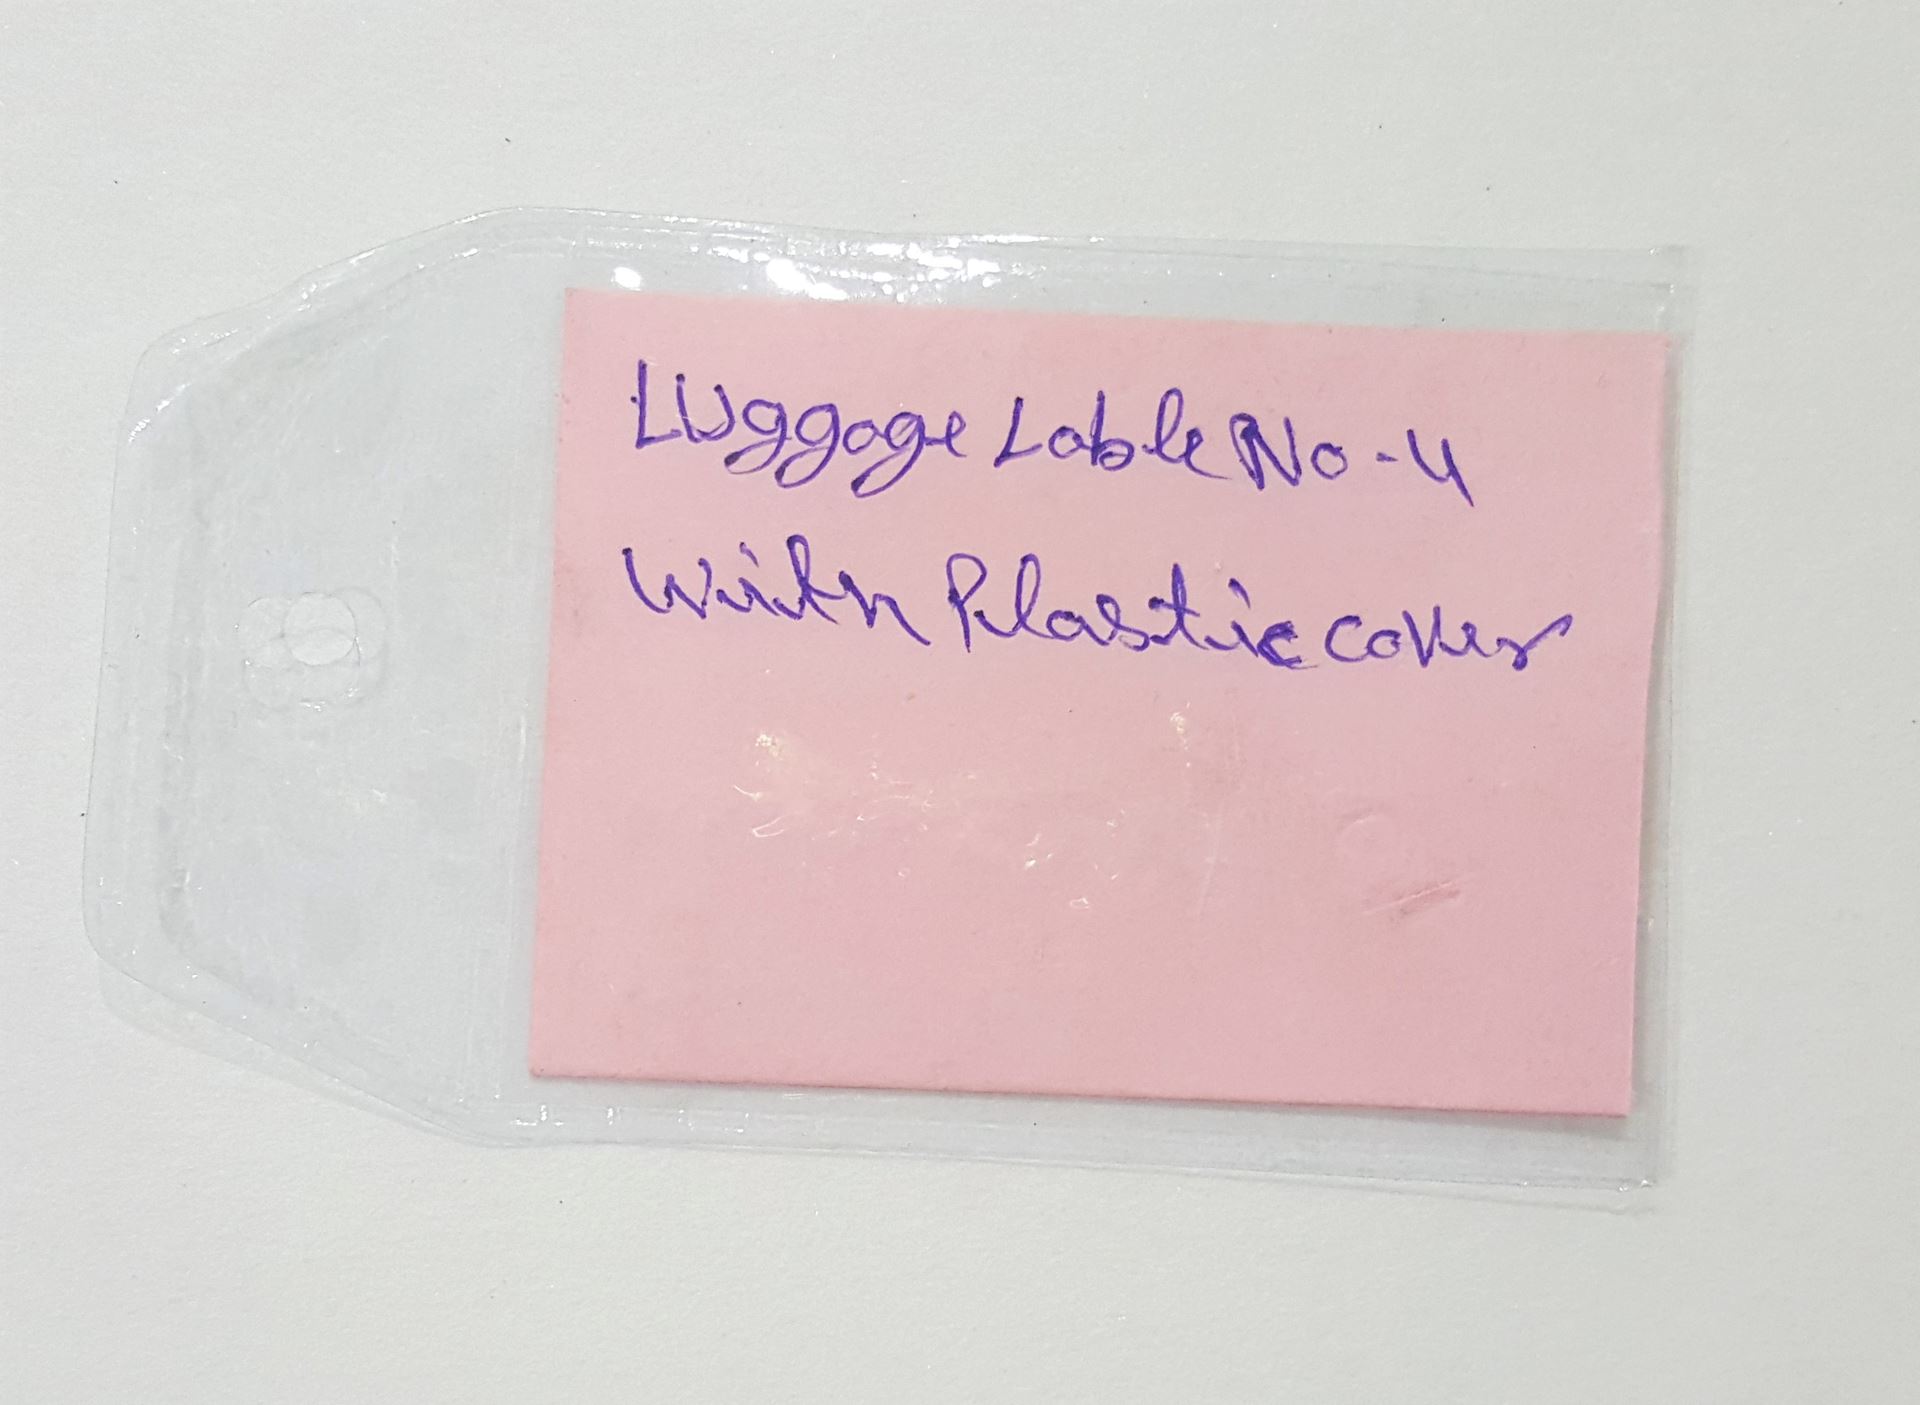 Luggage Lable No-4
With Plastic cover